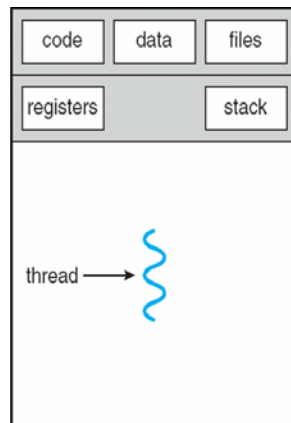 code data files
registers stack
thread